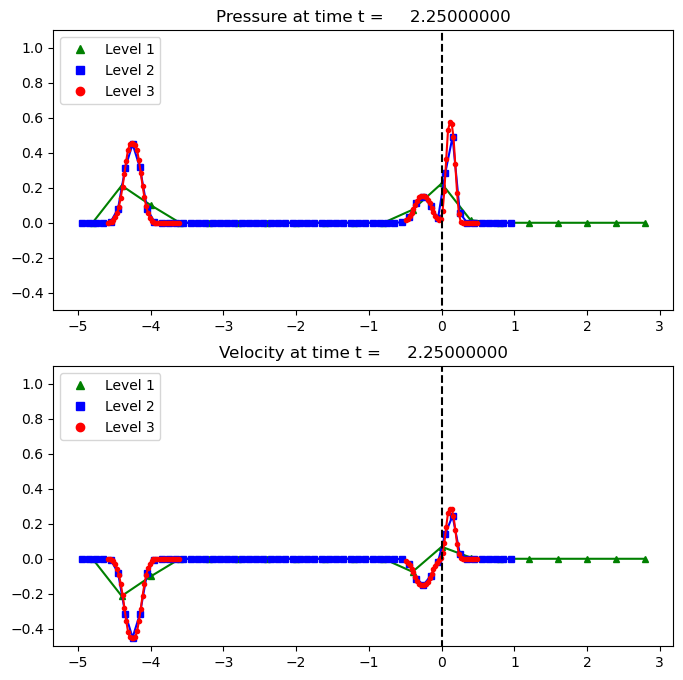 Pressure at time t = 2.25000000
1.0
0.8
0.6
0.4
0.2
0.0
−0.2
−0.4
Level 1
Level 2
Level 3
−5 −4 −3 −2 −1 0 1 2 3
Velocity at time t = 2.25000000
1.0
0.8
0.6
0.4
0.2
0.0
−0.2
−0.4
Level 1
Level 2
Level 3
−5 −4 −3 −2 −1 0 1 2 3